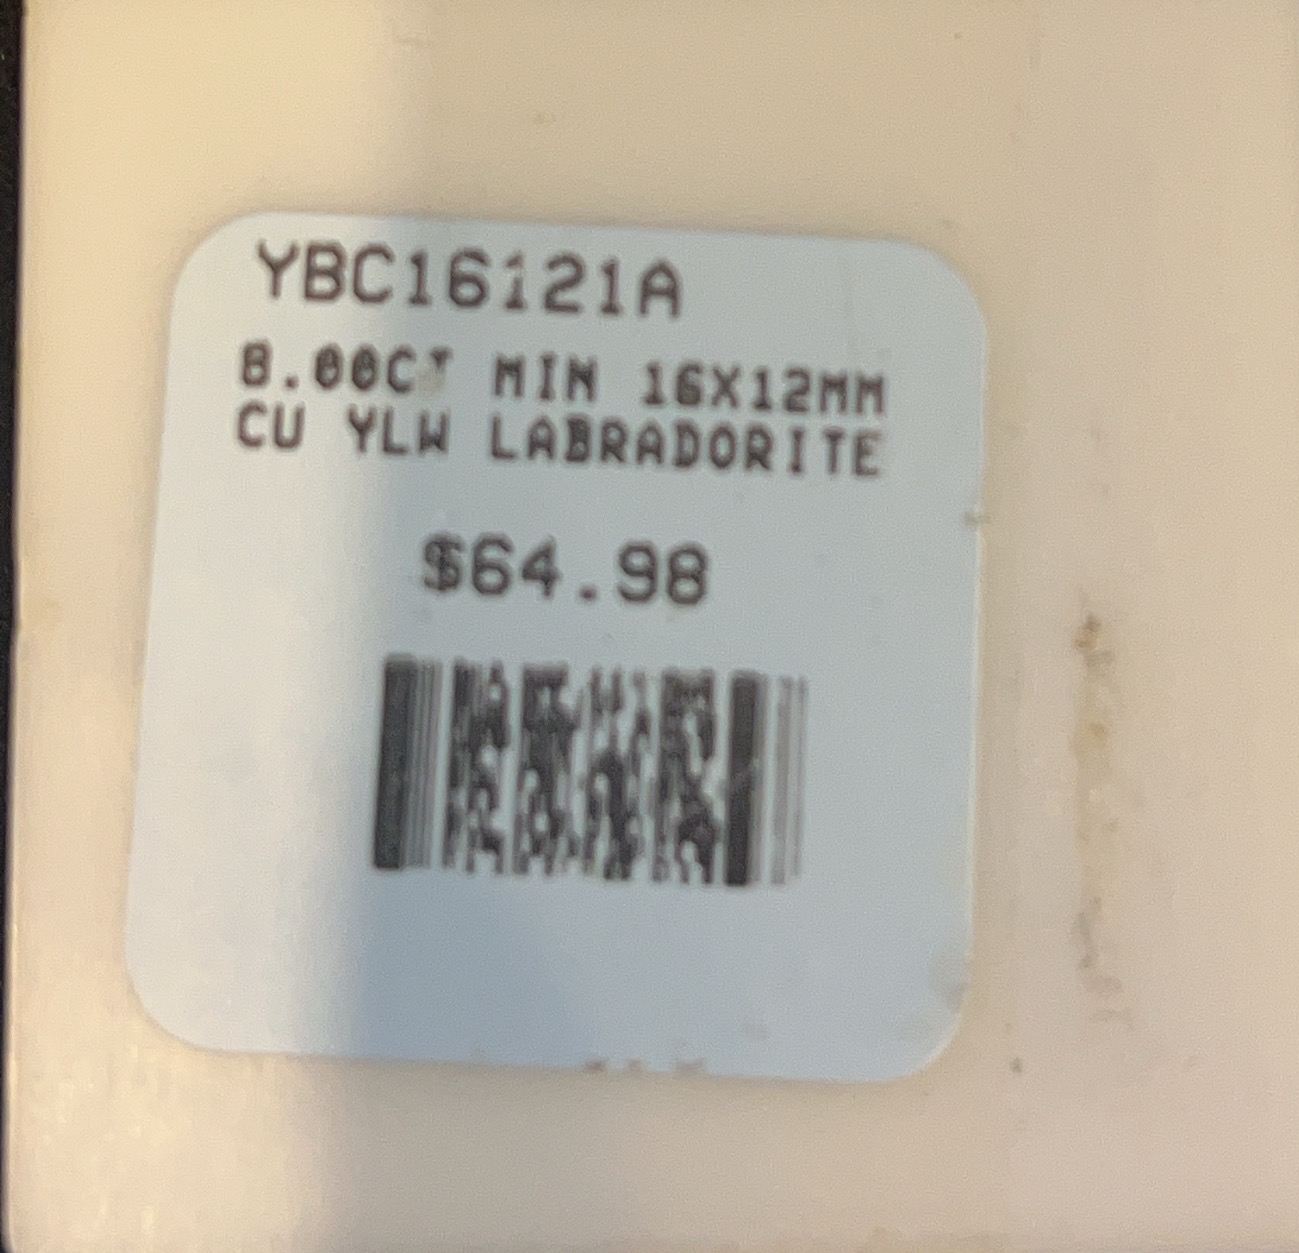 YBC16121A
8.00CT MIN 16X12MM
CU YLW LABRADORITE
$64.98